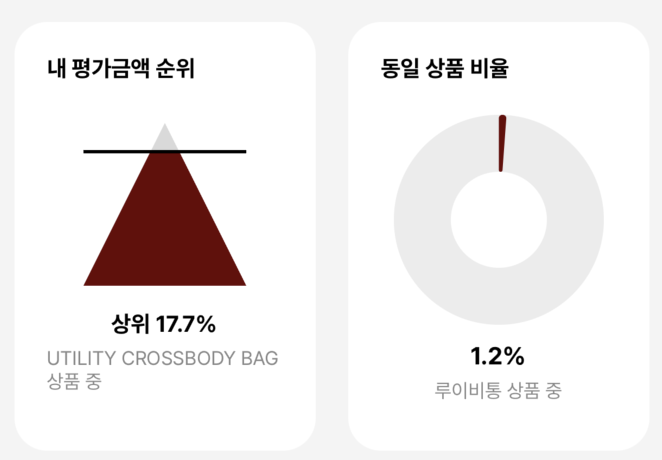 내 평가금액 순위
상위 17.7%
UTILITY CROSSBODY BAG
상품 중
동일 상품 비율
1.2%
루이비통 상품 중